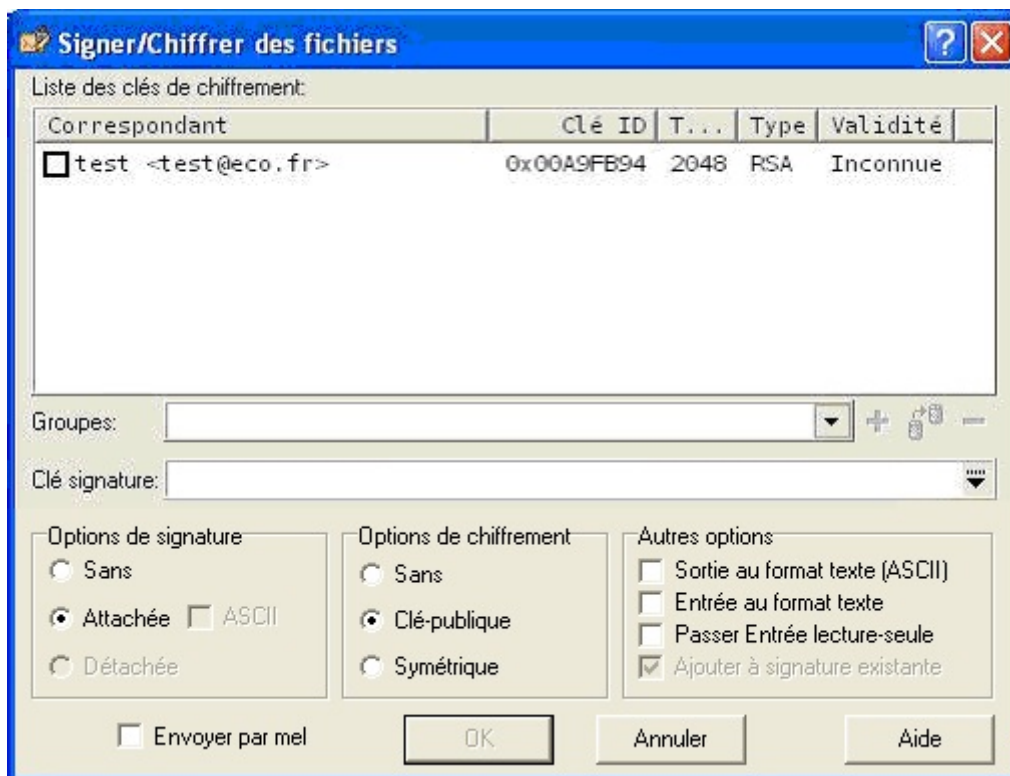 Signer/Chiffrer des fichiers
Liste des clés de chiffrement:
Correspondant Clé ID T... Type Validité
test <test@eco.fr> 0x00A9FB94 2048 RSA Inconnue
Groupes:
Clé signature:
Options de signature
Sans
Attachée ASCII
Détachée
Options de chiffrement
Sans
Clé-publique
Symétrique
Autres options
Sortie au format texte (ASCII)
Entrée au format texte
Passer Entrée lecture-seule
Ajouter à signature existante
Envoyer par mel OK Annuler Aide